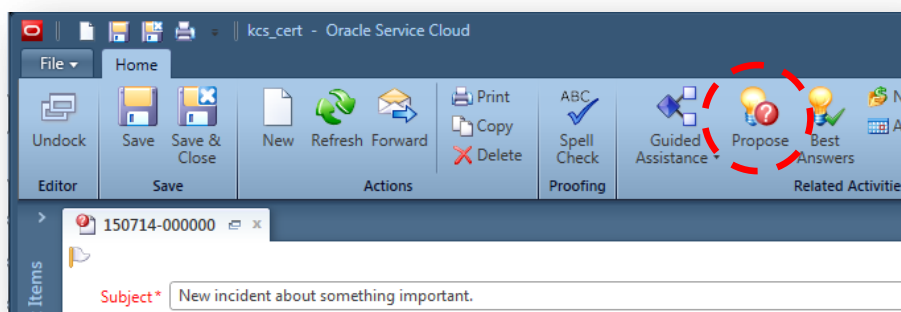 kcs_cert - Oracle Service Cloud
File
Home
Undock
Save
Save &
Close
New
Refresh
Forward
Print
Copy
Delete
ABC
Spell
Check
Guided
Assistance
Propose
Best
Answers
Editor
Save
Actions
Proofing
Related Activitie
150714-000000
Items
Subject*
New incident about something important.